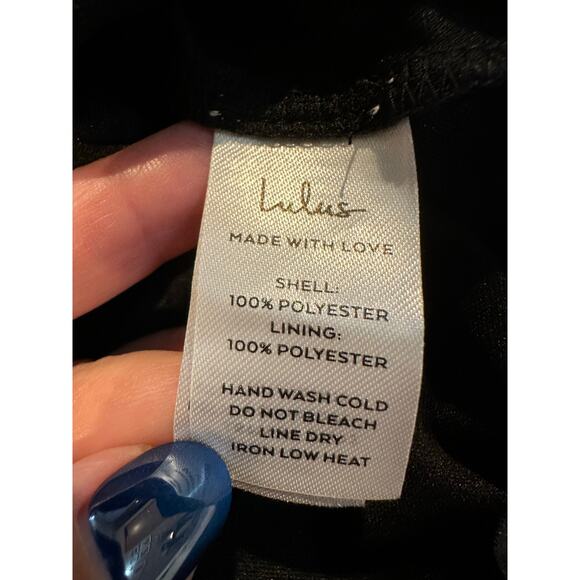 Lulus
MADE WITH LOVE
SHELL:
100% POLYESTER
LINING:
100% POLYESTER
HAND WASH COLD
DO NOT BLEACH
LINE DRY
IRON LOW HEAT